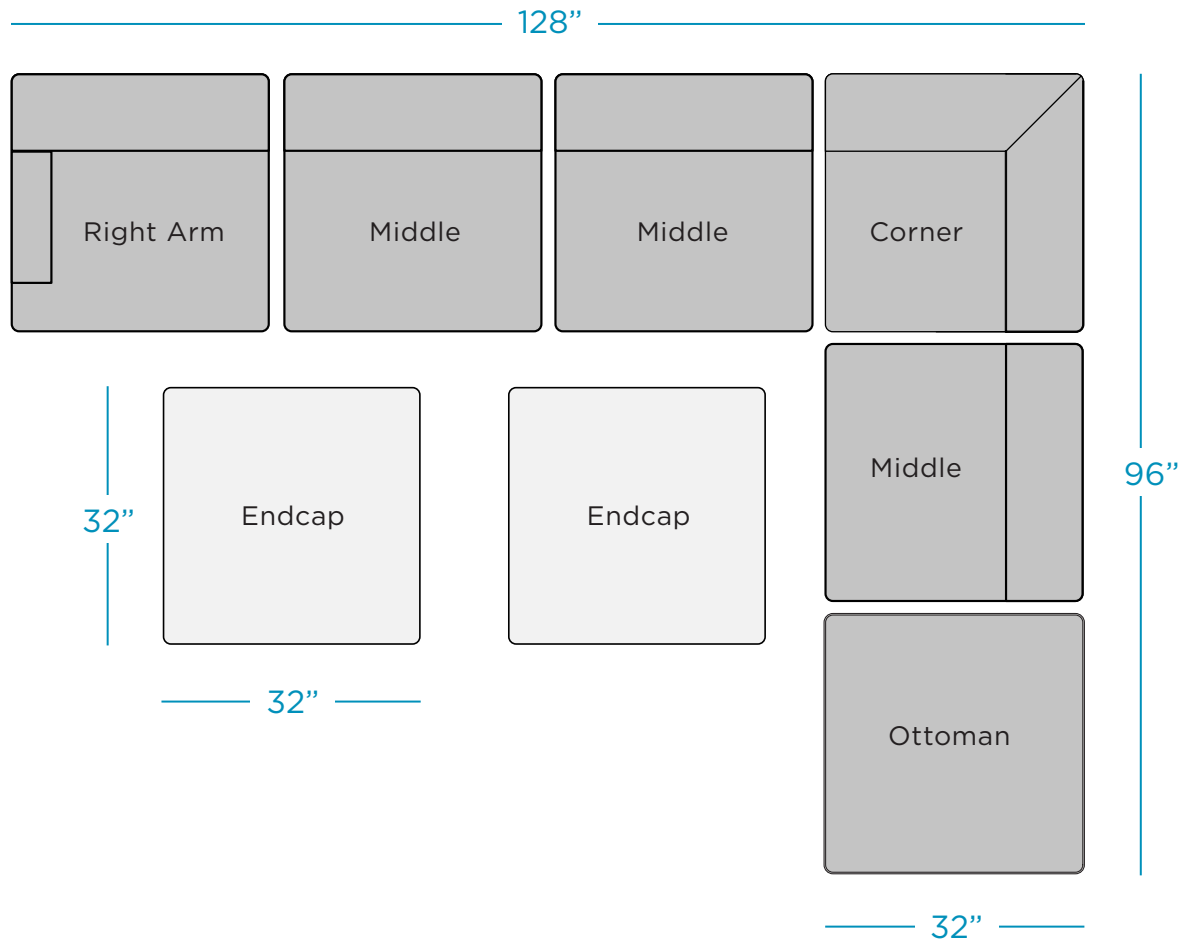 128”
Right Arm
Middle
Middle
Corner
Middle
96”
32”
Endcap
Endcap
32”
Ottoman
32”